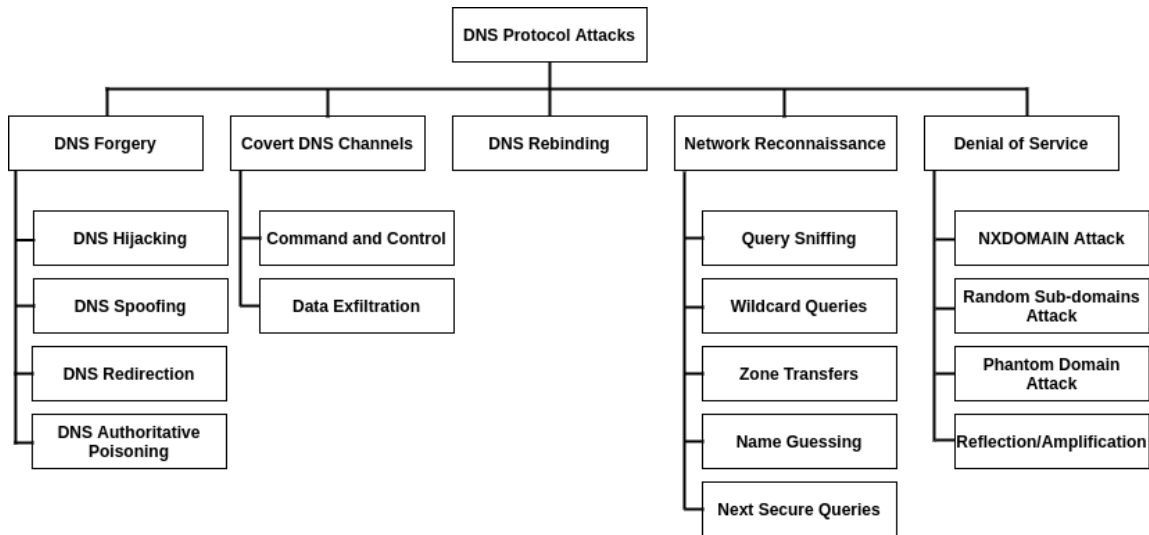 DNS Protocol Attacks
DNS Forgery
Covert DNS Channels
DNS Rebinding
Network Reconnaissance
Denial of Service
DNS Hijacking
DNS Spoofing
DNS Redirection
DNS Authoritative
Poisoning
Command and Control
Data Exfiltration
Query Sniffing
Wildcard Queries
Zone Transfers
Name Guessing
Next Secure Queries
NXDOMAIN Attack
Random Sub-domains
Attack
Phantom Domain
Attack
Reflection/Amplification